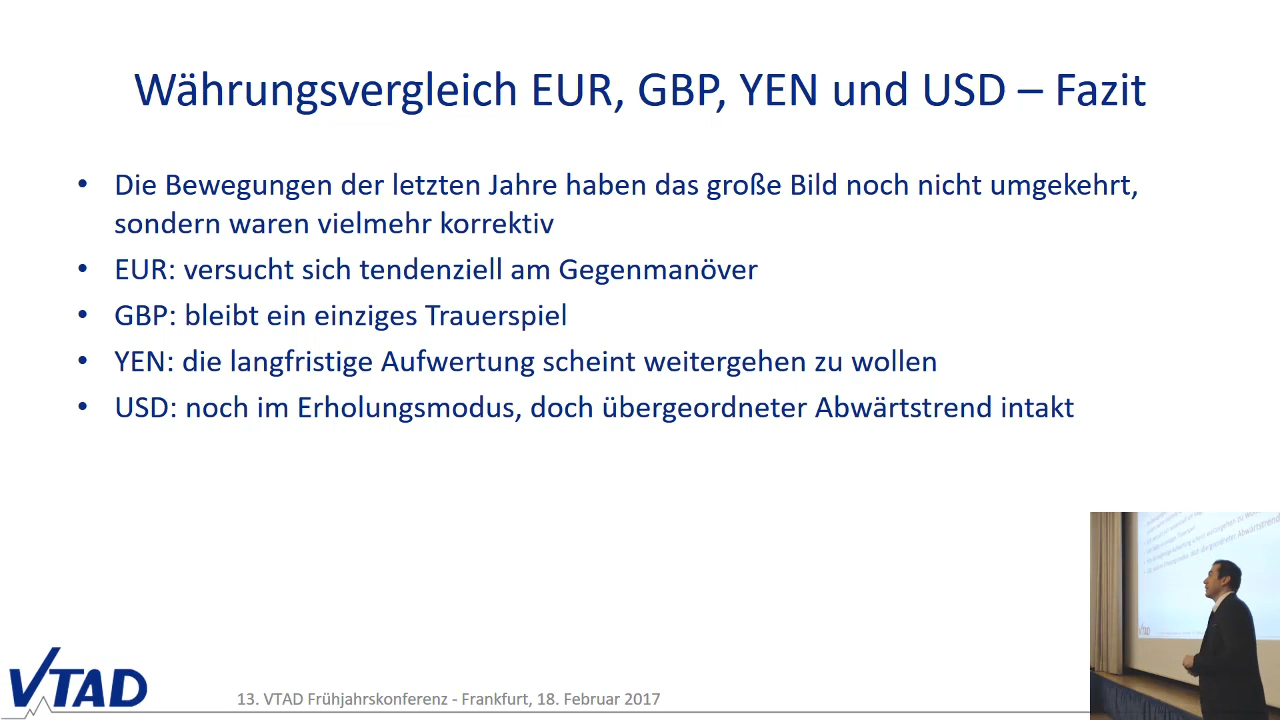 Währungsvergleich EUR, GBP, YEN und USD – Fazit
• Die Bewegungen der letzten Jahre haben das große Bild noch nicht umgekehrt,
sondern waren vielmehr korrektiv
• EUR: versucht sich tendenziell am Gegenmanöver
• GBP: bleibt ein einziges Trauerspiel
• YEN: die langfristige Aufwertung scheint weitergehen zu wollen
• USD: noch im Erholungsmodus, doch übergeordneter Abwärtstrend intakt
VTAD
13. VTAD Frühjahrskonferenz - Frankfurt, 18. Februar 2017